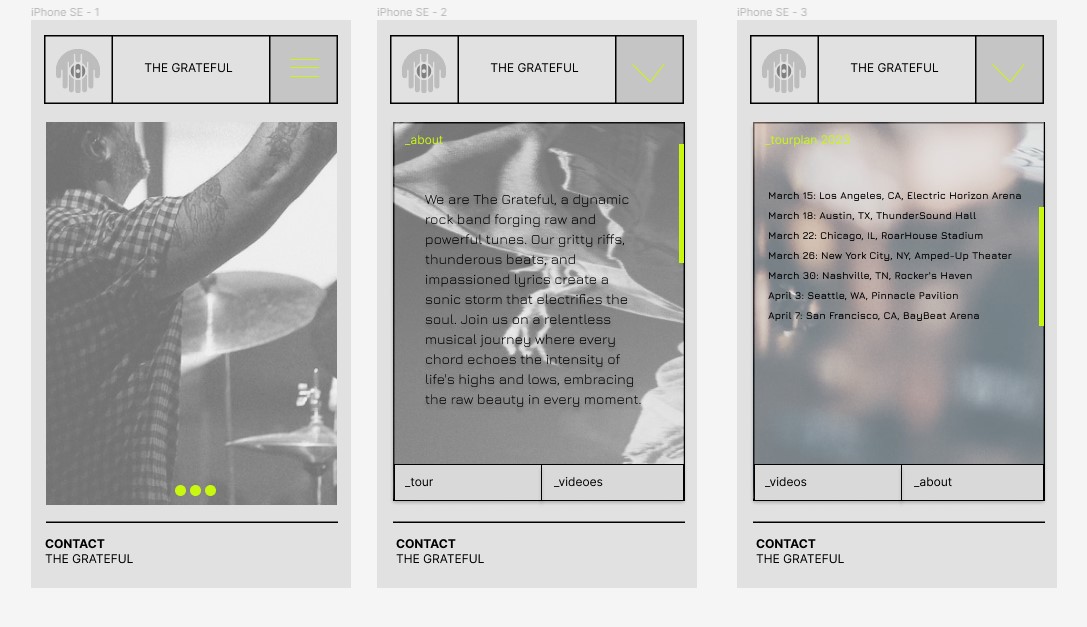 iPhone SE - 1
THE GRATEFUL
CONTACT
THE GRATEFUL
iPhone SE - 2
THE GRATEFUL
_about
We are The Grateful, a dynamic
rock band forging raw and
powerful tunes. Our gritty riffs,
thunderous beats, and
impassioned lyrics create a
sonic storm that electrifies the
soul. Join us on a relentless
musical journey where every
chord echoes the intensity of
life's highs and lows, embracing
the raw beauty in every moment.
_tour
_videoes
CONTACT
THE GRATEFUL
iPhone SE - 3
THE GRATEFUL
_tourplan 2023
March 15: Los Angeles, CA, Electric Horizon Arena
March 18: Austin, TX, ThunderSound Hall
March 22: Chicago, IL, RoarHouse Stadium
March 26: New York City, NY, Amped-Up Theater
March 30: Nashville, TN, Rocker's Haven
April 3: Seattle, WA, Pinnacle Pavilion
April 7: San Francisco, CA, BayBeat Arena
_videos
_about
CONTACT
THE GRATEFUL